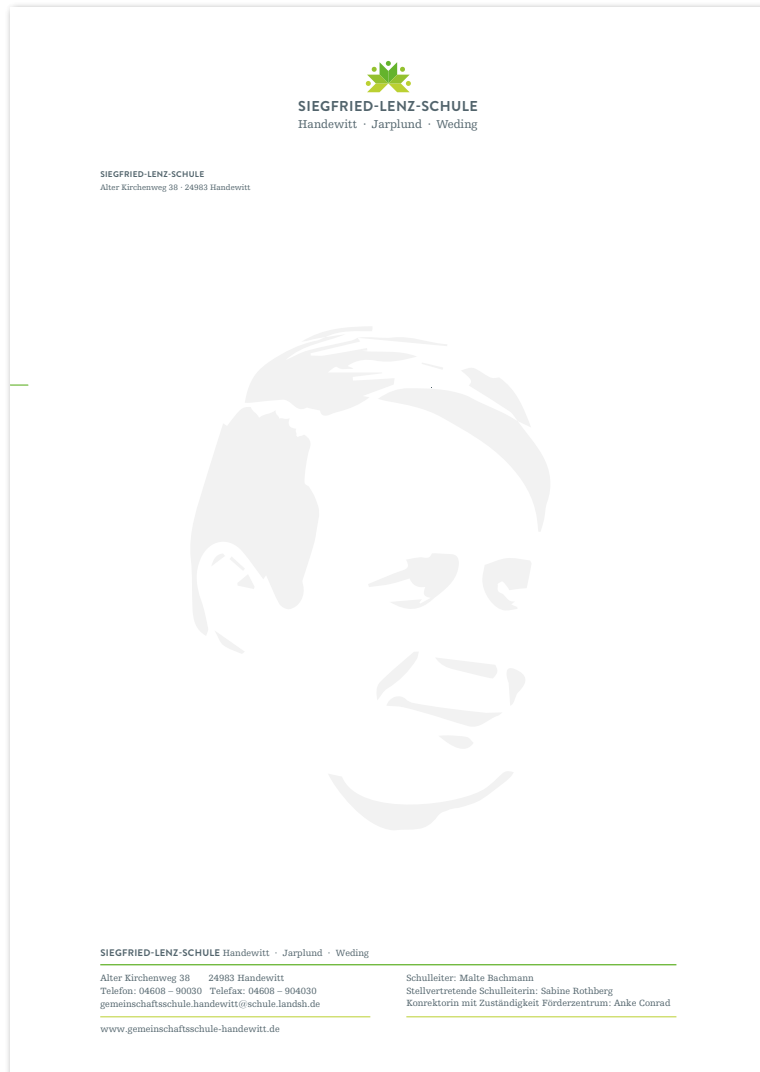 SIEGFRIED-LENZ-SCHULE
Handewitt · Jarplund · Weding
SIEGFRIED-LENZ-SCHULE
Alter Kirchenweg 38 · 24983 Handewitt
SIEGFRIED-LENZ-SCHULE Handewitt · Jarplund · Weding
Alter Kirchenweg 38 24983 Handewitt
Telefon: 04608 – 90030 Telefax: 04608 – 904030
gemeinschaftsschule.handewitt@schule.landsh.de
www.gemeinschaftsschule-handewitt.de
Schulleiter: Malte Bachmann
Stellvertretende Schulleiterin: Sabine Rothberg
Konrektorin mit Zuständigkeit Förderzentrum: Anke Conrad